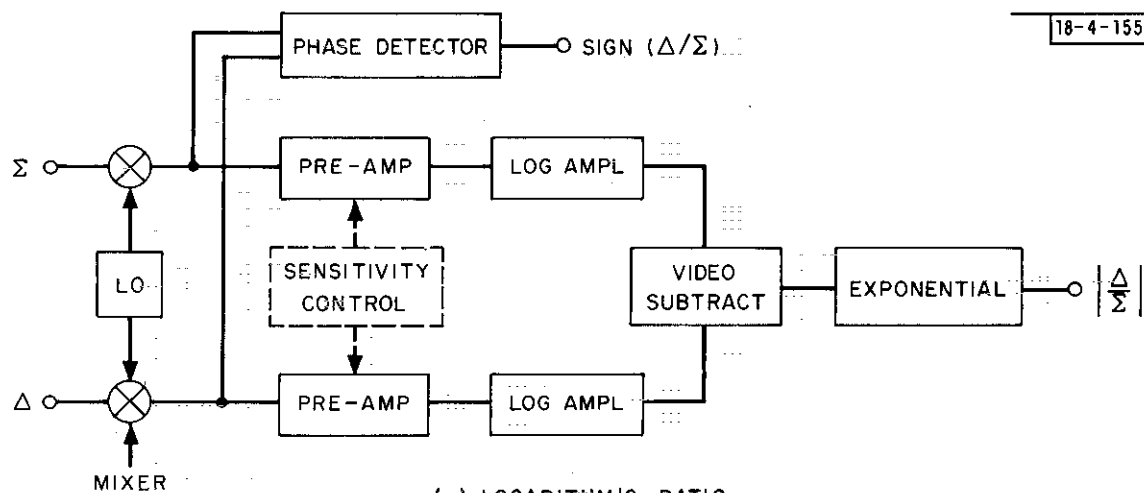 18-4-155
PHASE DETECTOR
SIGN (Δ/Σ)
Σ
PRE-AMP
LOG AMPL
LO
SENSITIVITY
CONTROL
VIDEO
SUBTRACT
EXPONENTIAL
|Δ/Σ|
Δ
PRE-AMP
LOG AMPL
MIXER